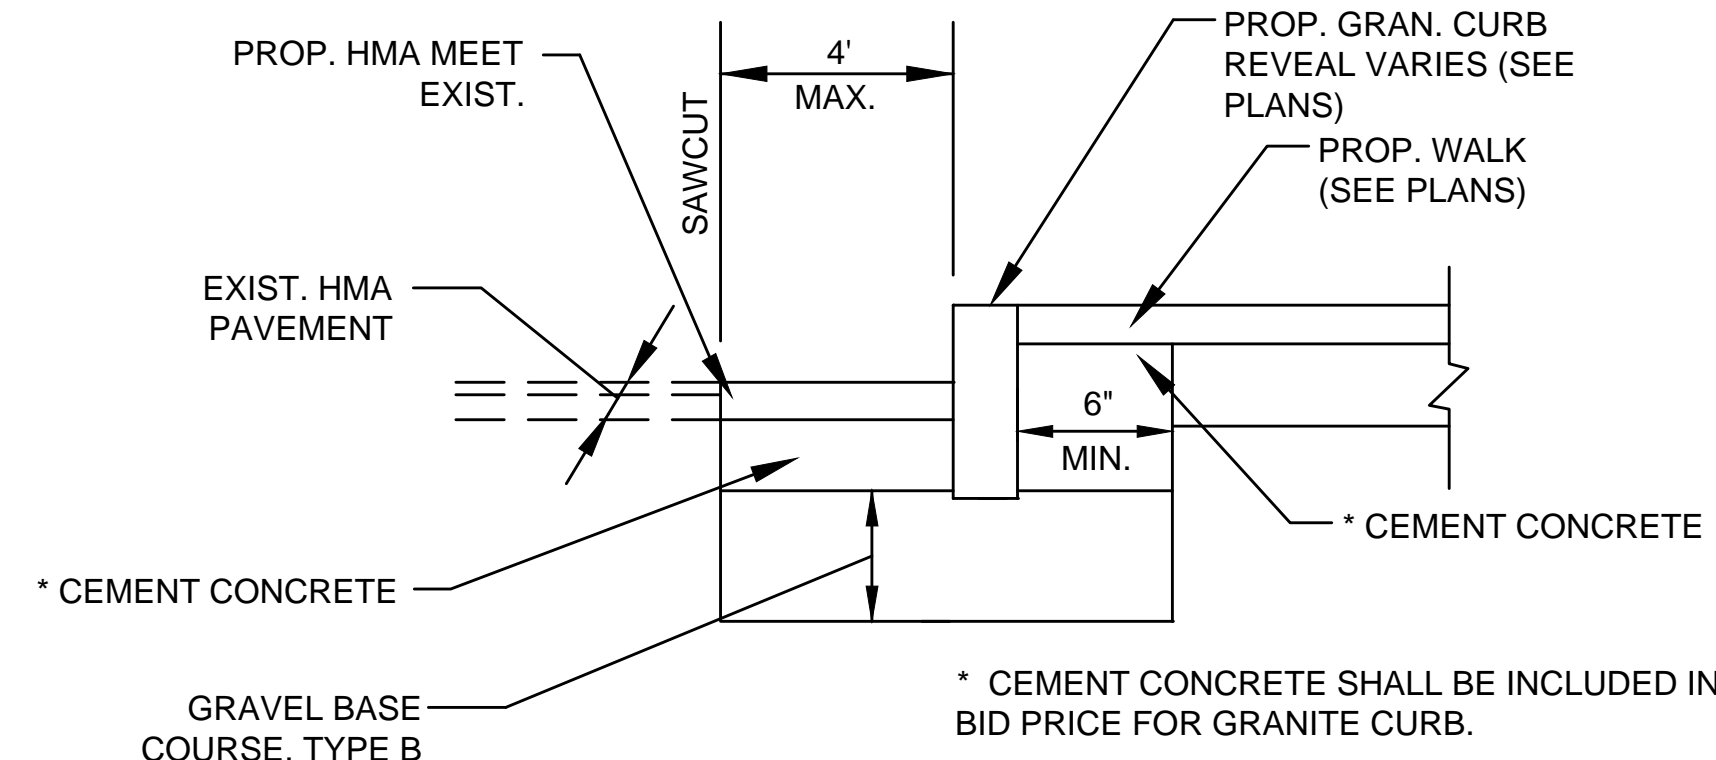 PROP. HMA MEET
EXIST.
SAWCUT
4'
MAX.
PROP. GRAN. CURB
REVEAL VARIES (SEE
PLANS)
PROP. WALK
(SEE PLANS)
EXIST. HMA
PAVEMENT
6"
MIN.
* CEMENT CONCRETE
* CEMENT CONCRETE
GRAVEL BASE
COURSE, TYPE B
* CEMENT CONCRETE SHALL BE INCLUDED IN
BID PRICE FOR GRANITE CURB.